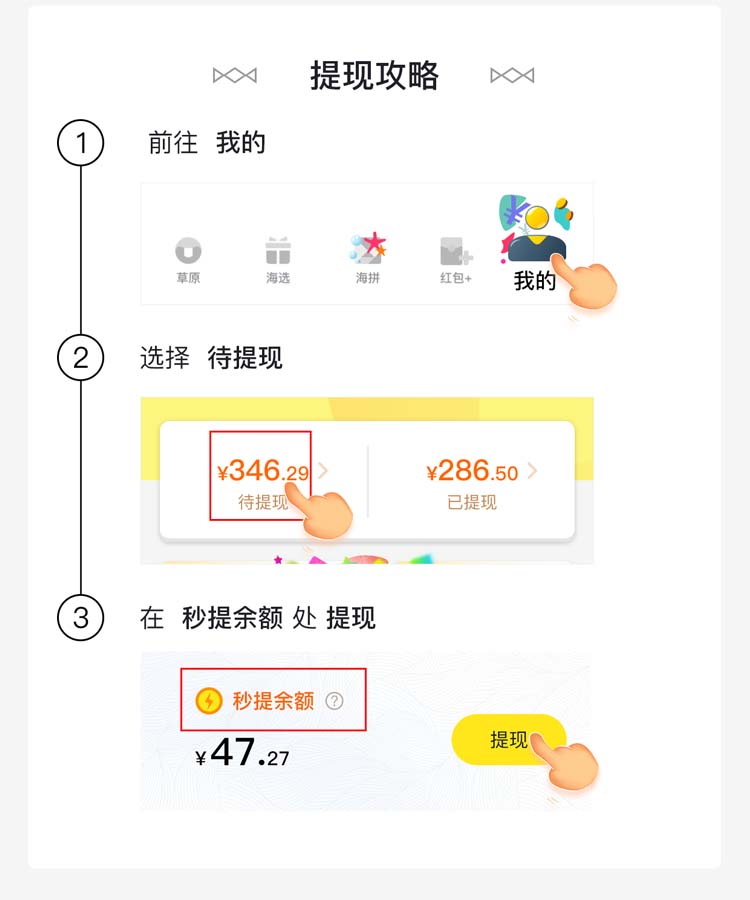 提现攻略
1
前往 我的
草原 海选 海拼 红包+ 我的
2
选择 待提现
¥346.29 ¥286.50
待提现 已提现
3
在 秒提余额 处 提现
秒提余额 ?
¥47.27
提现